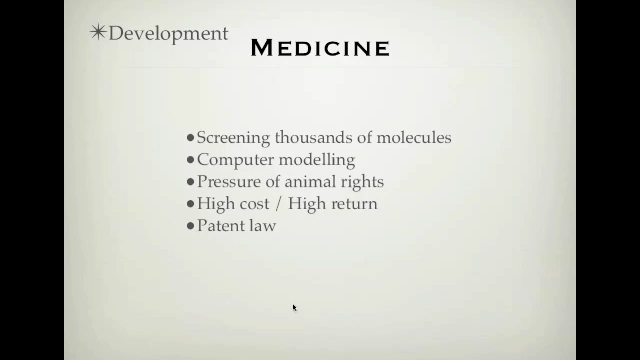 ✴Development
MEDICINE
•Screening thousands of molecules
•Computer modelling
•Pressure of animal rights
•High cost / High return
•Patent law